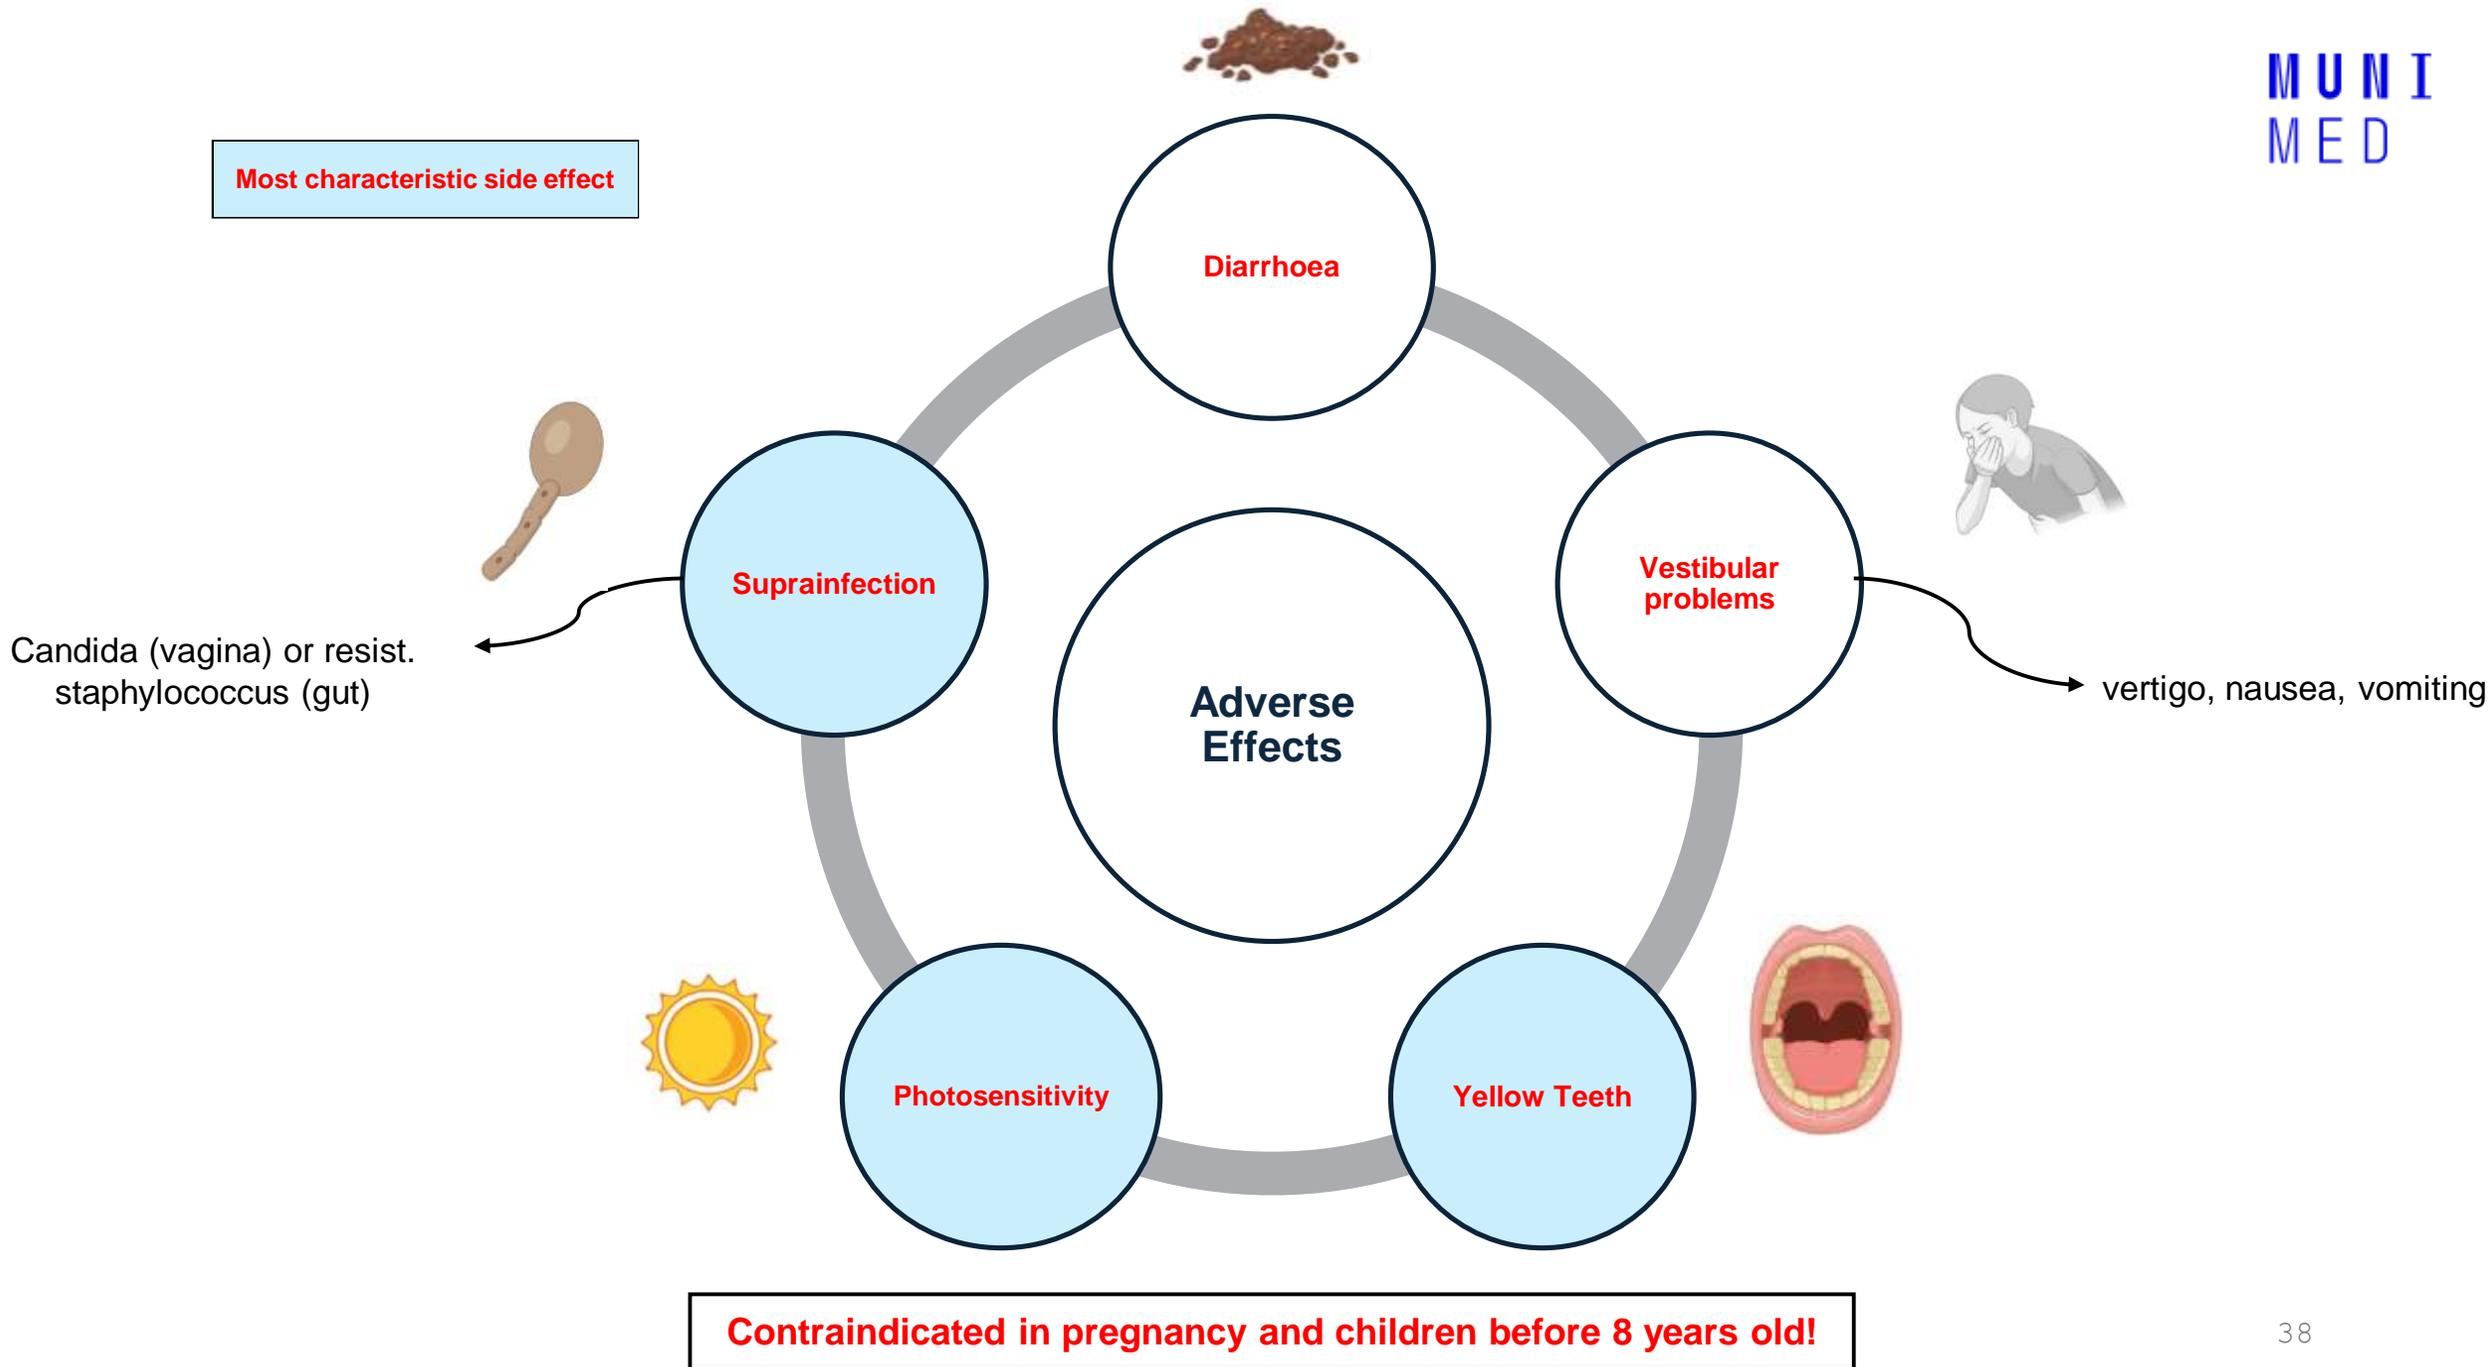 MUNI
MED
Most characteristic side effect
Diarrhoea
Suprainfection
Vestibular
problems
Candida (vagina) or resist.
staphylococcus (gut)
vertigo, nausea, vomiting
Adverse
Effects
Photosensitivity
Yellow Teeth
Contraindicated in pregnancy and children before 8 years old!
38